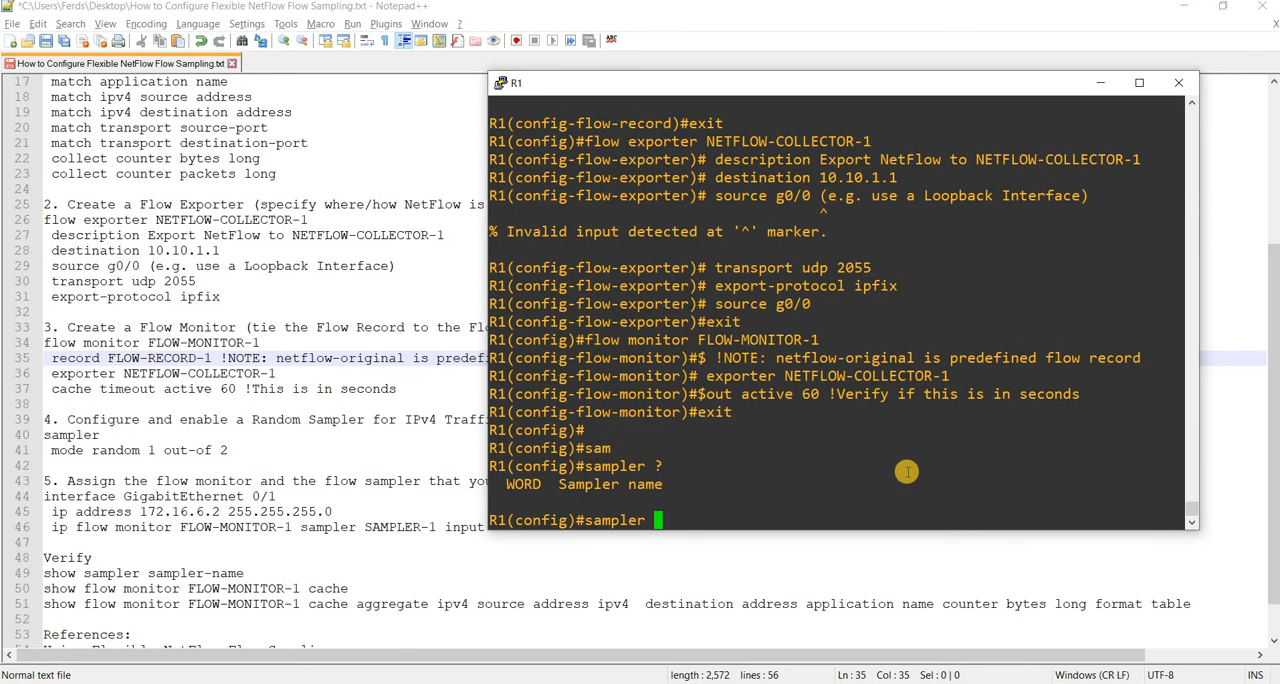 *C:\Users\Ferds\Desktop\How to Configure Flexible NetFlow Flow Sampling.txt - Notepad++
File Edit Search View Encoding Language Settings Tools Macro Run Plugins Window ?
How to Configure Flexible NetFlow Flow Sampling.txt
17 match application name
18 match ipv4 source address
19 match ipv4 destination address
20 match transport source-port
21 match transport destination-port
22 collect counter bytes long
23 collect counter packets long
24
25 2. Create a Flow Exporter (specify where/how NetFlow is
26 flow exporter NETFLOW-COLLECTOR-1
27 description Export NetFlow to NETFLOW-COLLECTOR-1
28 destination 10.10.1.1
29 source g0/0 (e.g. use a Loopback Interface)
30 transport udp 2055
31 export-protocol ipfix
32
33 3. Create a Flow Monitor (tie the Flow Record to the Flo
34 flow monitor FLOW-MONITOR-1
35 record FLOW-RECORD-1 !NOTE: netflow-original is predefi
36 exporter NETFLOW-COLLECTOR-1
37 cache timeout active 60 !This is in seconds
38
39 4. Configure and enable a Random Sampler for IPv4 Traffi
40 sampler
41 mode random 1 out-of 2
42
43 5. Assign the flow monitor and the flow sampler that you
44 interface GigabitEthernet 0/1
45 ip address 172.16.6.2 255.255.255.0
46 ip flow monitor FLOW-MONITOR-1 sampler SAMPLER-1 input
47
48 Verify
49 show sampler sampler-name
50 show flow monitor FLOW-MONITOR-1 cache
51 show flow monitor FLOW-MONITOR-1 cache aggregate ipv4 source address ipv4  destination address application name counter bytes long format table
52
53 References:
R1
R1(config-flow-record)#exit
R1(config)#flow exporter NETFLOW-COLLECTOR-1
R1(config-flow-exporter)# description Export NetFlow to NETFLOW-COLLECTOR-1
R1(config-flow-exporter)# destination 10.10.1.1
R1(config-flow-exporter)# source g0/0 (e.g. use a Loopback Interface)
^
% Invalid input detected at '^' marker.
R1(config-flow-exporter)# transport udp 2055
R1(config-flow-exporter)# export-protocol ipfix
R1(config-flow-exporter)# source g0/0
R1(config-flow-exporter)#exit
R1(config)#flow monitor FLOW-MONITOR-1
R1(config-flow-monitor)#$ !NOTE: netflow-original is predefined flow record
R1(config-flow-monitor)# exporter NETFLOW-COLLECTOR-1
R1(config-flow-monitor)#$out active 60 !Verify if this is in seconds
R1(config-flow-monitor)#exit
R1(config)#
R1(config)#sam
R1(config)#sampler ?
WORD  Sampler name
R1(config)#sampler
Normal text file length : 2,572 lines : 56 Ln : 35 Col : 35 Sel : 0 | 0 Windows (CR LF) UTF-8 INS